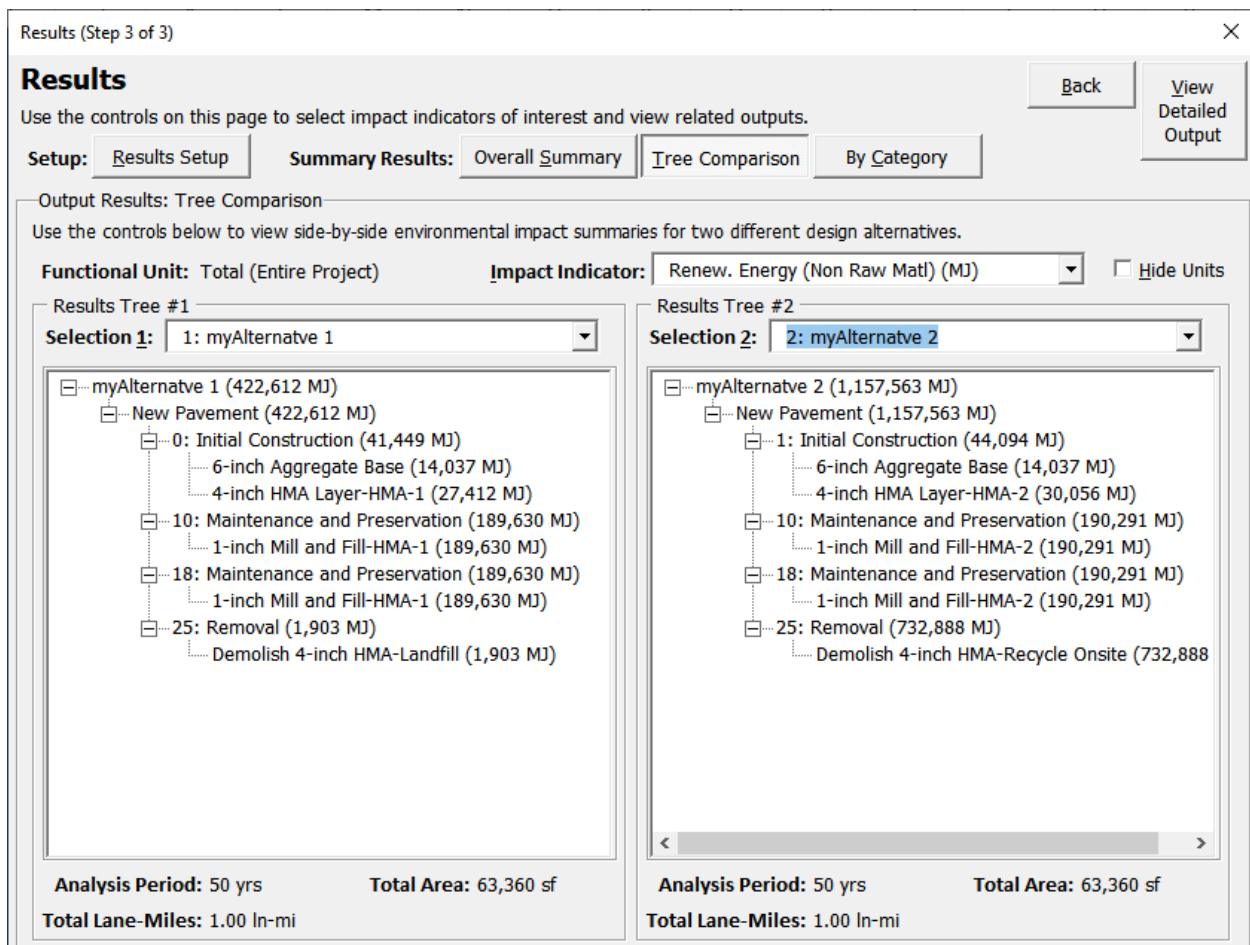 Results (Step 3 of 3)
Results
Back
View
Detailed
Output
Use the controls on this page to select impact indicators of interest and view related outputs.
Setup: Results Setup Summary Results: Overall Summary Tree Comparison By Category
Output Results: Tree Comparison
Use the controls below to view side-by-side environmental impact summaries for two different design alternatives.
Functional Unit: Total (Entire Project) Impact Indicator: Renew. Energy (Non Raw Matl) (MJ) Hide Units
Results Tree #1
Selection 1: 1: myAlternatve 1
myAlternatve 1 (422,612 MJ)
New Pavement (422,612 MJ)
0: Initial Construction (41,449 MJ)
6-inch Aggregate Base (14,037 MJ)
4-inch HMA Layer-HMA-1 (27,412 MJ)
10: Maintenance and Preservation (189,630 MJ)
1-inch Mill and Fill-HMA-1 (189,630 MJ)
18: Maintenance and Preservation (189,630 MJ)
1-inch Mill and Fill-HMA-1 (189,630 MJ)
25: Removal (1,903 MJ)
Demolish 4-inch HMA-Landfill (1,903 MJ)
Analysis Period: 50 yrs Total Area: 63,360 sf
Total Lane-Miles: 1.00 ln-mi
Results Tree #2
Selection 2: 2: myAlternatve 2
myAlternatve 2 (1,157,563 MJ)
New Pavement (1,157,563 MJ)
1: Initial Construction (44,094 MJ)
6-inch Aggregate Base (14,037 MJ)
4-inch HMA Layer-HMA-2 (30,056 MJ)
10: Maintenance and Preservation (190,291 MJ)
1-inch Mill and Fill-HMA-2 (190,291 MJ)
18: Maintenance and Preservation (190,291 MJ)
1-inch Mill and Fill-HMA-2 (190,291 MJ)
25: Removal (732,888 MJ)
Demolish 4-inch HMA-Recycle Onsite (732,888
Analysis Period: 50 yrs Total Area: 63,360 sf
Total Lane-Miles: 1.00 ln-mi